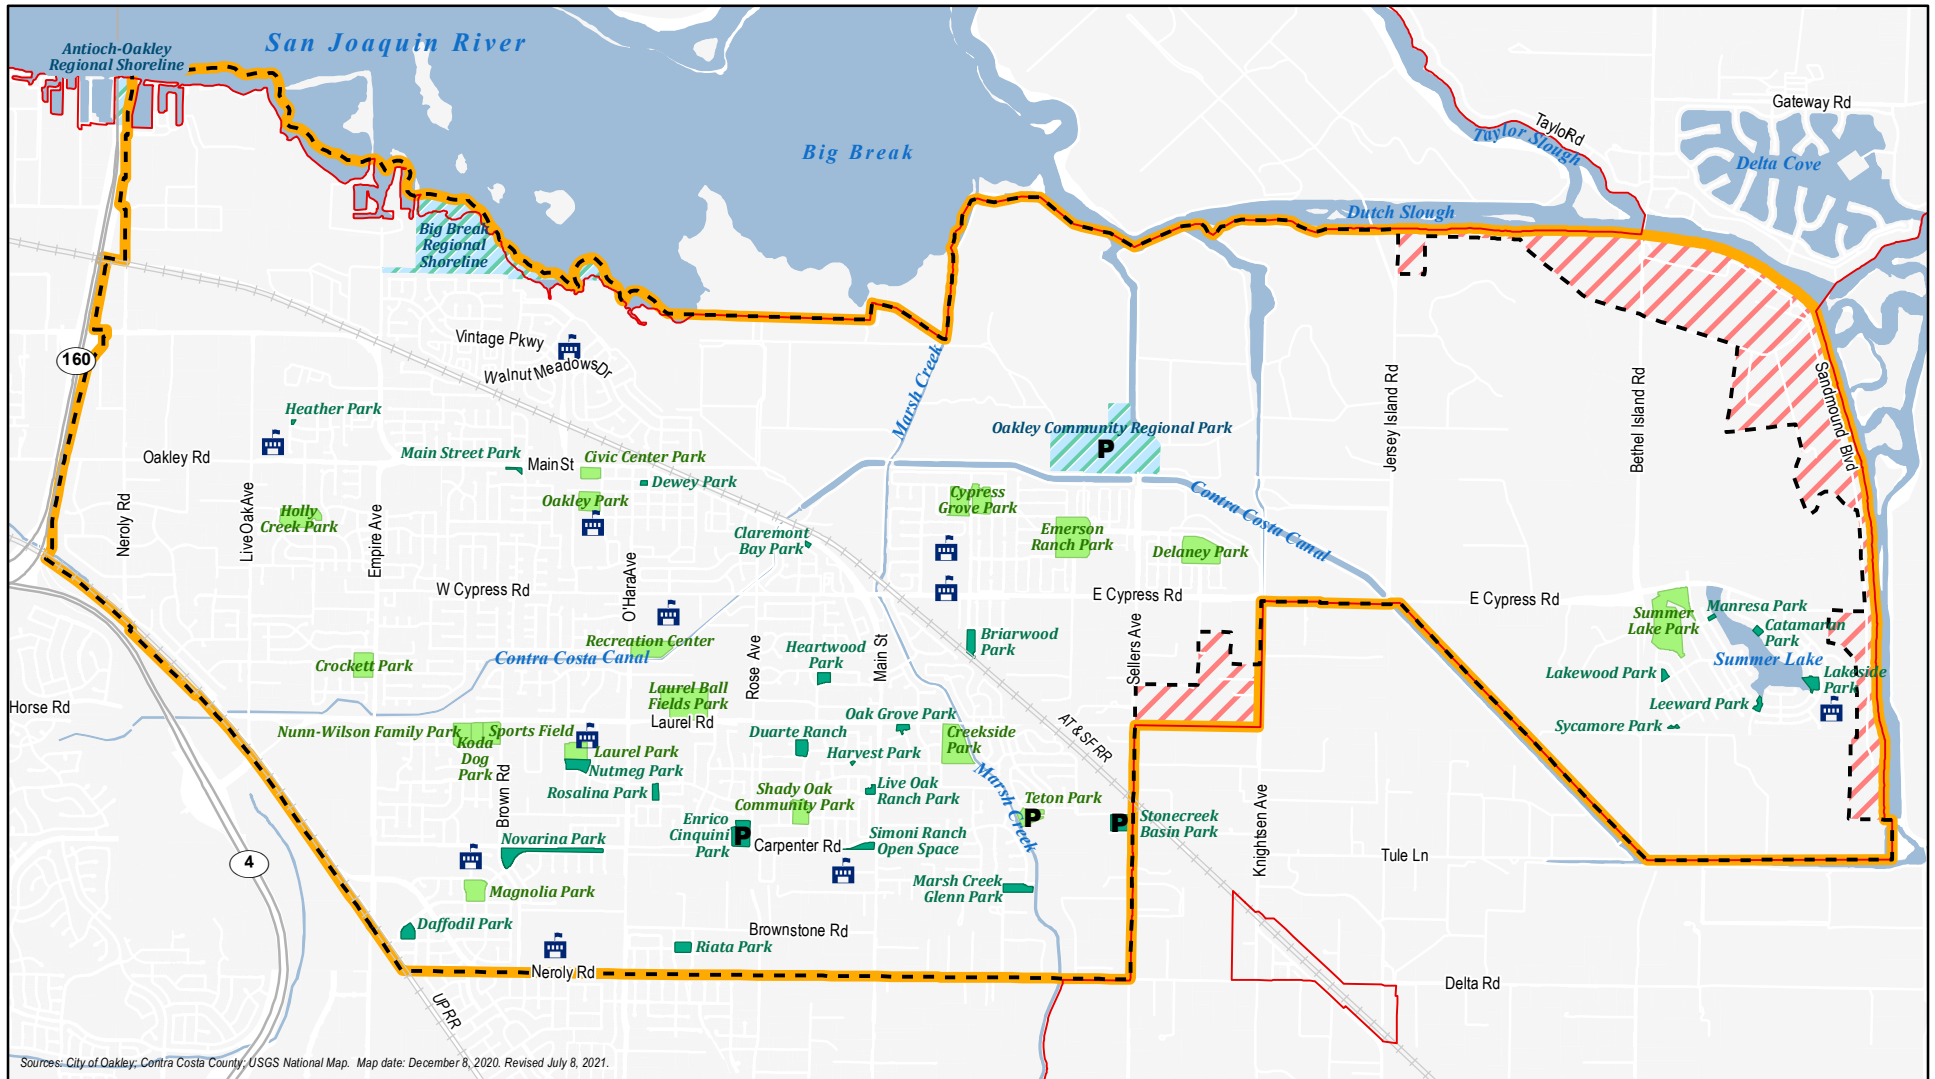 San Joaquin River
Antioch-Oakley
Regional Shoreline
Gateway Rd
Taylo Rd
Taylor Slough
Delta Cove
Big Break
Dutch Slough
Big Break
Regional
Shoreline
160
Vintage Pkwy
Walnut Meadows Dr
Marsh Creek
Jersey Island Rd
Bethel Island Rd
Sandmound Blvd
Heather Park
Oakley Community Regional Park
P
Oakley Rd
Main Street Park
Main St
Civic Center Park
Dewey Park
Oakley Park
Neroly Rd
Live Oak Ave
Holly
Creek Park
Empire Ave
Cypress
Grove Park
Contra Costa Canal
Claremont
Bay Park
Emerson
Ranch Park
Delaney Park
O'Hara Ave
W Cypress Rd
E Cypress Rd
E Cypress Rd
Summer
Lake Park
Manresa Park
Catamaran
Park
Summer Lake
Recreation Center
Contra Costa Canal
Crockett Park
Rose Ave
Heartwood
Park
Main St
Briarwood
Park
Sellers Ave
Lakewood Park
Lakeside
Park
Leeward Park
Sycamore Park
Horse Rd
Laurel Ball
Fields Park
Laurel Rd
Nunn-Wilson Family Park
Sports Field
Koda
Dog
Park
Laurel Park
Nutmeg Park
Rosalina Park
Duarte Ranch
Oak Grove Park
Harvest Park
Creekside
Park
AT & SF RR
Marsh Creek
Live Oak
Ranch Park
Shady Oak
Community Park
Teton Park
P
P
Stonecreek
Basin Park
Brown Rd
Enrico
Cinquini
Park
P
Carpenter Rd
Simoni Ranch
Open Space
Novarina Park
Knightsen Ave
Tule Ln
4
Magnolia Park
Marsh Creek
Glenn Park
Daffodil Park
Brownstone Rd
Riata Park
Neroly Rd
Delta Rd
UP RR
Sources: City of Oakley; Contra Costa County; USGS National Map.  Map date: December 8, 2020. Revised July 8, 2021.